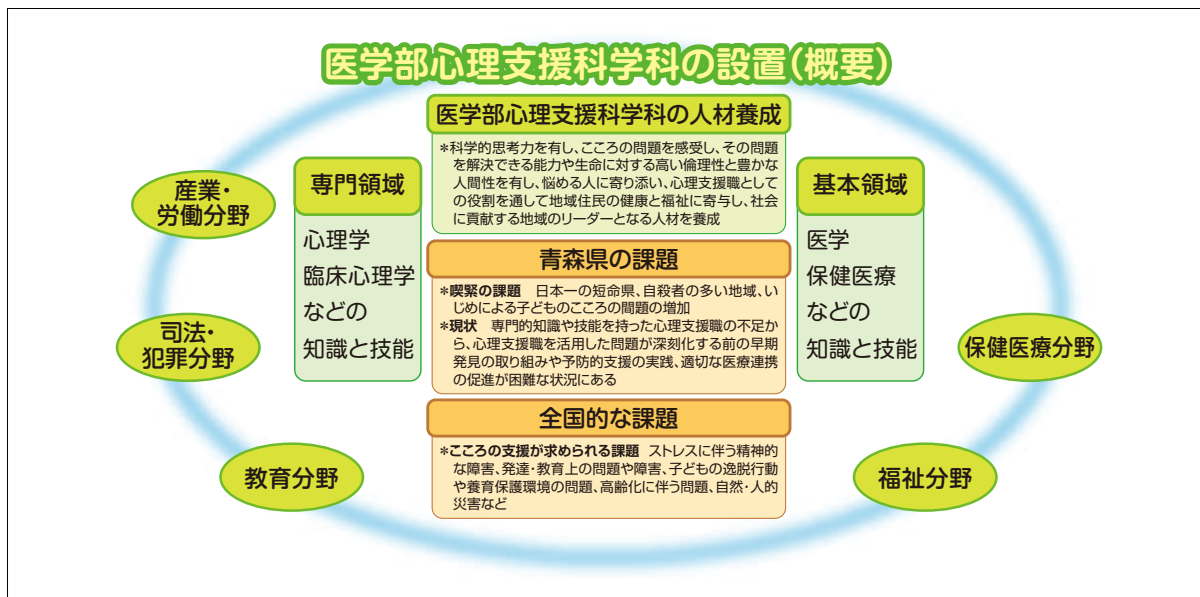 医学部心理支援科学科の設置(概要)
医学部心理支援科学科の人材養成
*科学的思考力を有し、こころの問題を感受し、その問題
を解決できる能力や生命に対する高い倫理性と豊かな
人間性を有し、悩める人に寄り添い、心理支援職として
の役割を通して地域住民の健康と福祉に寄与し、社会
に貢献する地域のリーダーとなる人材を養成
産業・
労働分野
専門領域
心理学
臨床心理学
などの
知識と技能
基本領域
医学
保健医療
などの
知識と技能
青森県の課題
*喫緊の課題 日本一の短命県、自殺者の多い地域、い
じめによる子どものこころの問題の増加
*現状 専門的知識や技能を持った心理支援職の不足か
ら、心理支援職を活用した問題が深刻化する前の早期
発見の取り組みや予防的支援の実践、適切な医療連携
の促進が困難な状況にある
司法・
犯罪分野
保健医療分野
全国的な課題
*こころの支援が求められる課題 ストレスに伴う精神的
な障害、発達・教育上の問題や障害、子どもの逸脱行動
や養育保護環境の問題、高齢化に伴う問題、自然・人的
災害など
教育分野
福祉分野